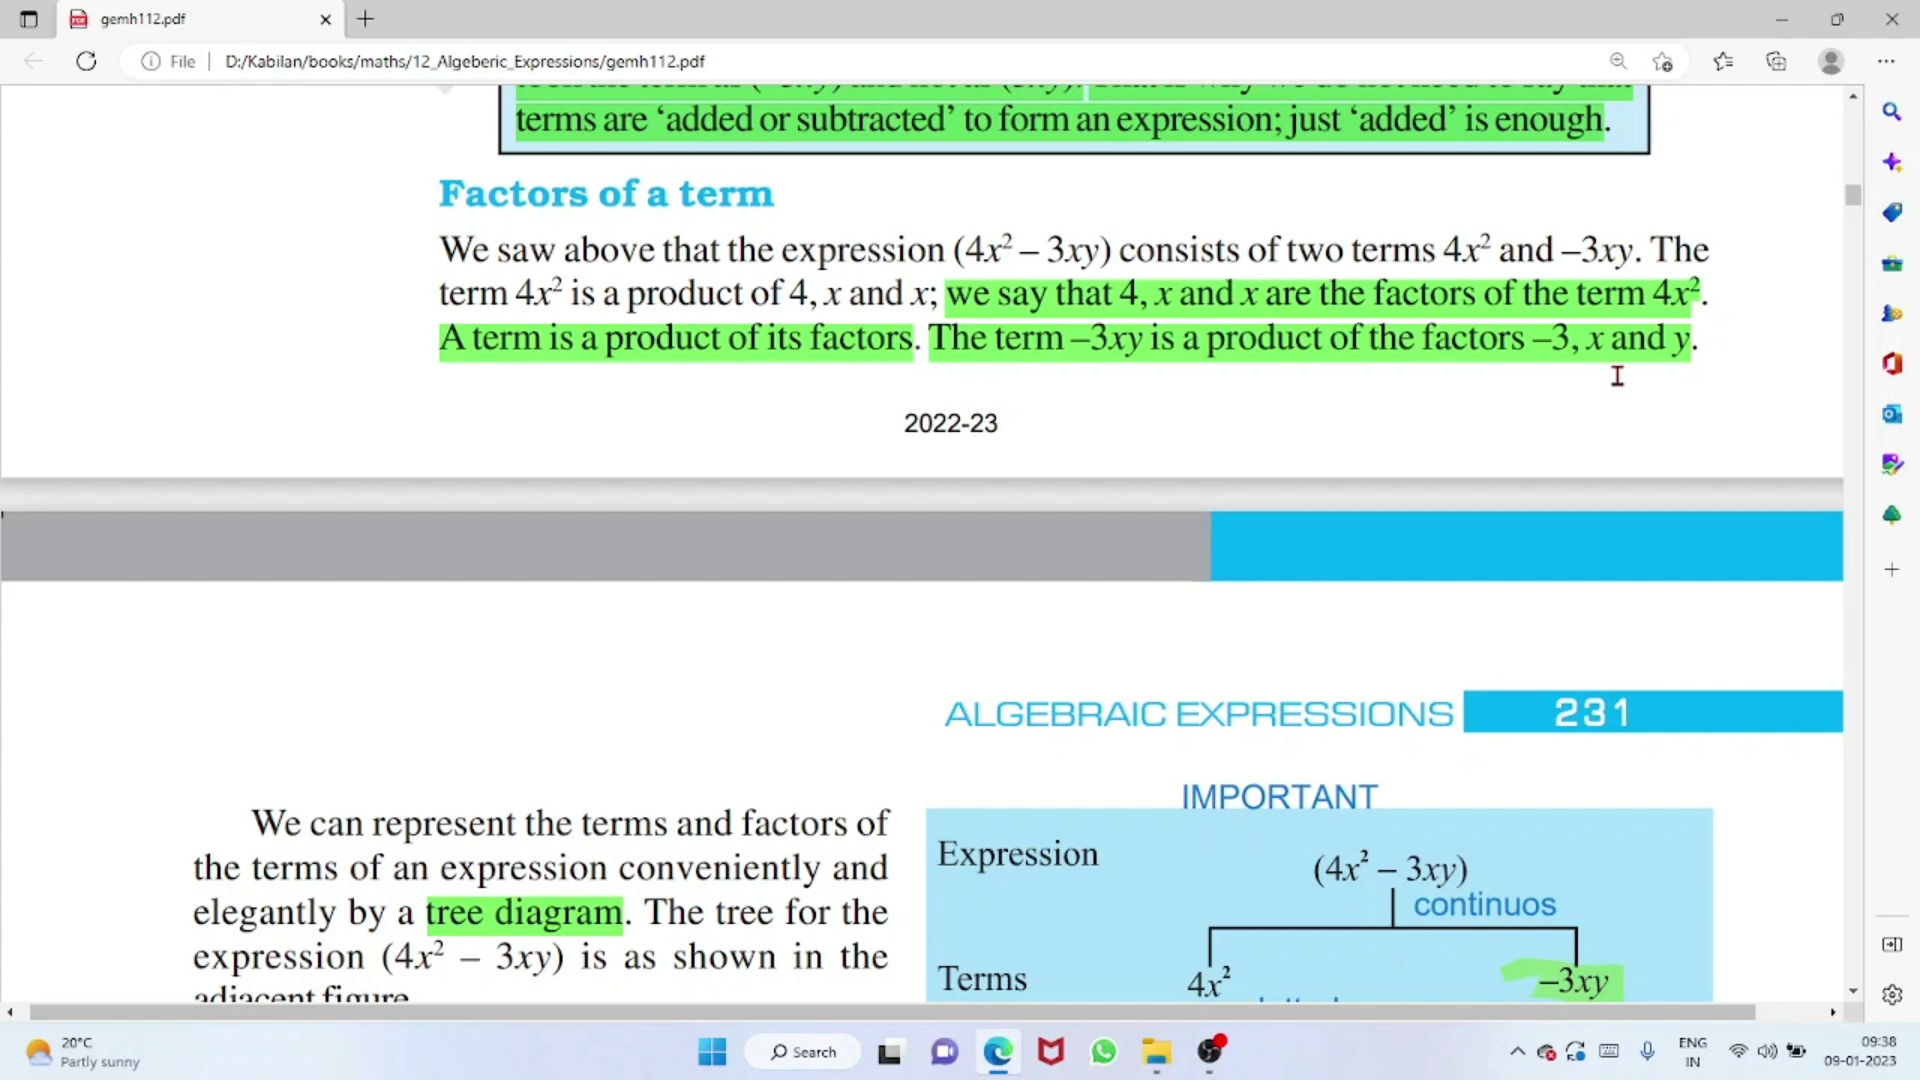 gemh112.pdf
File
D:/Kabilan/books/maths/12_Algeberic_Expressions/gemh112.pdf
terms are ‘added or subtracted’ to form an expression; just ‘added’ is enough.
Factors of a term
We saw above that the expression (4x² – 3xy) consists of two terms 4x² and –3xy. The
term 4x² is a product of 4, x and x; we say that 4, x and x are the factors of the term 4x².
A term is a product of its factors. The term –3xy is a product of the factors –3, x and y.
2022-23
ALGEBRAIC EXPRESSIONS 231
IMPORTANT
We can represent the terms and factors of
the terms of an expression conveniently and
elegantly by a tree diagram. The tree for the
expression (4x² – 3xy) is as shown in the
adjacent figure.
Expression (4x² – 3xy)
continuos
Terms 4x² –3xy
20°C
Partly sunny
Search
ENG
IN
09:38
09-01-2023